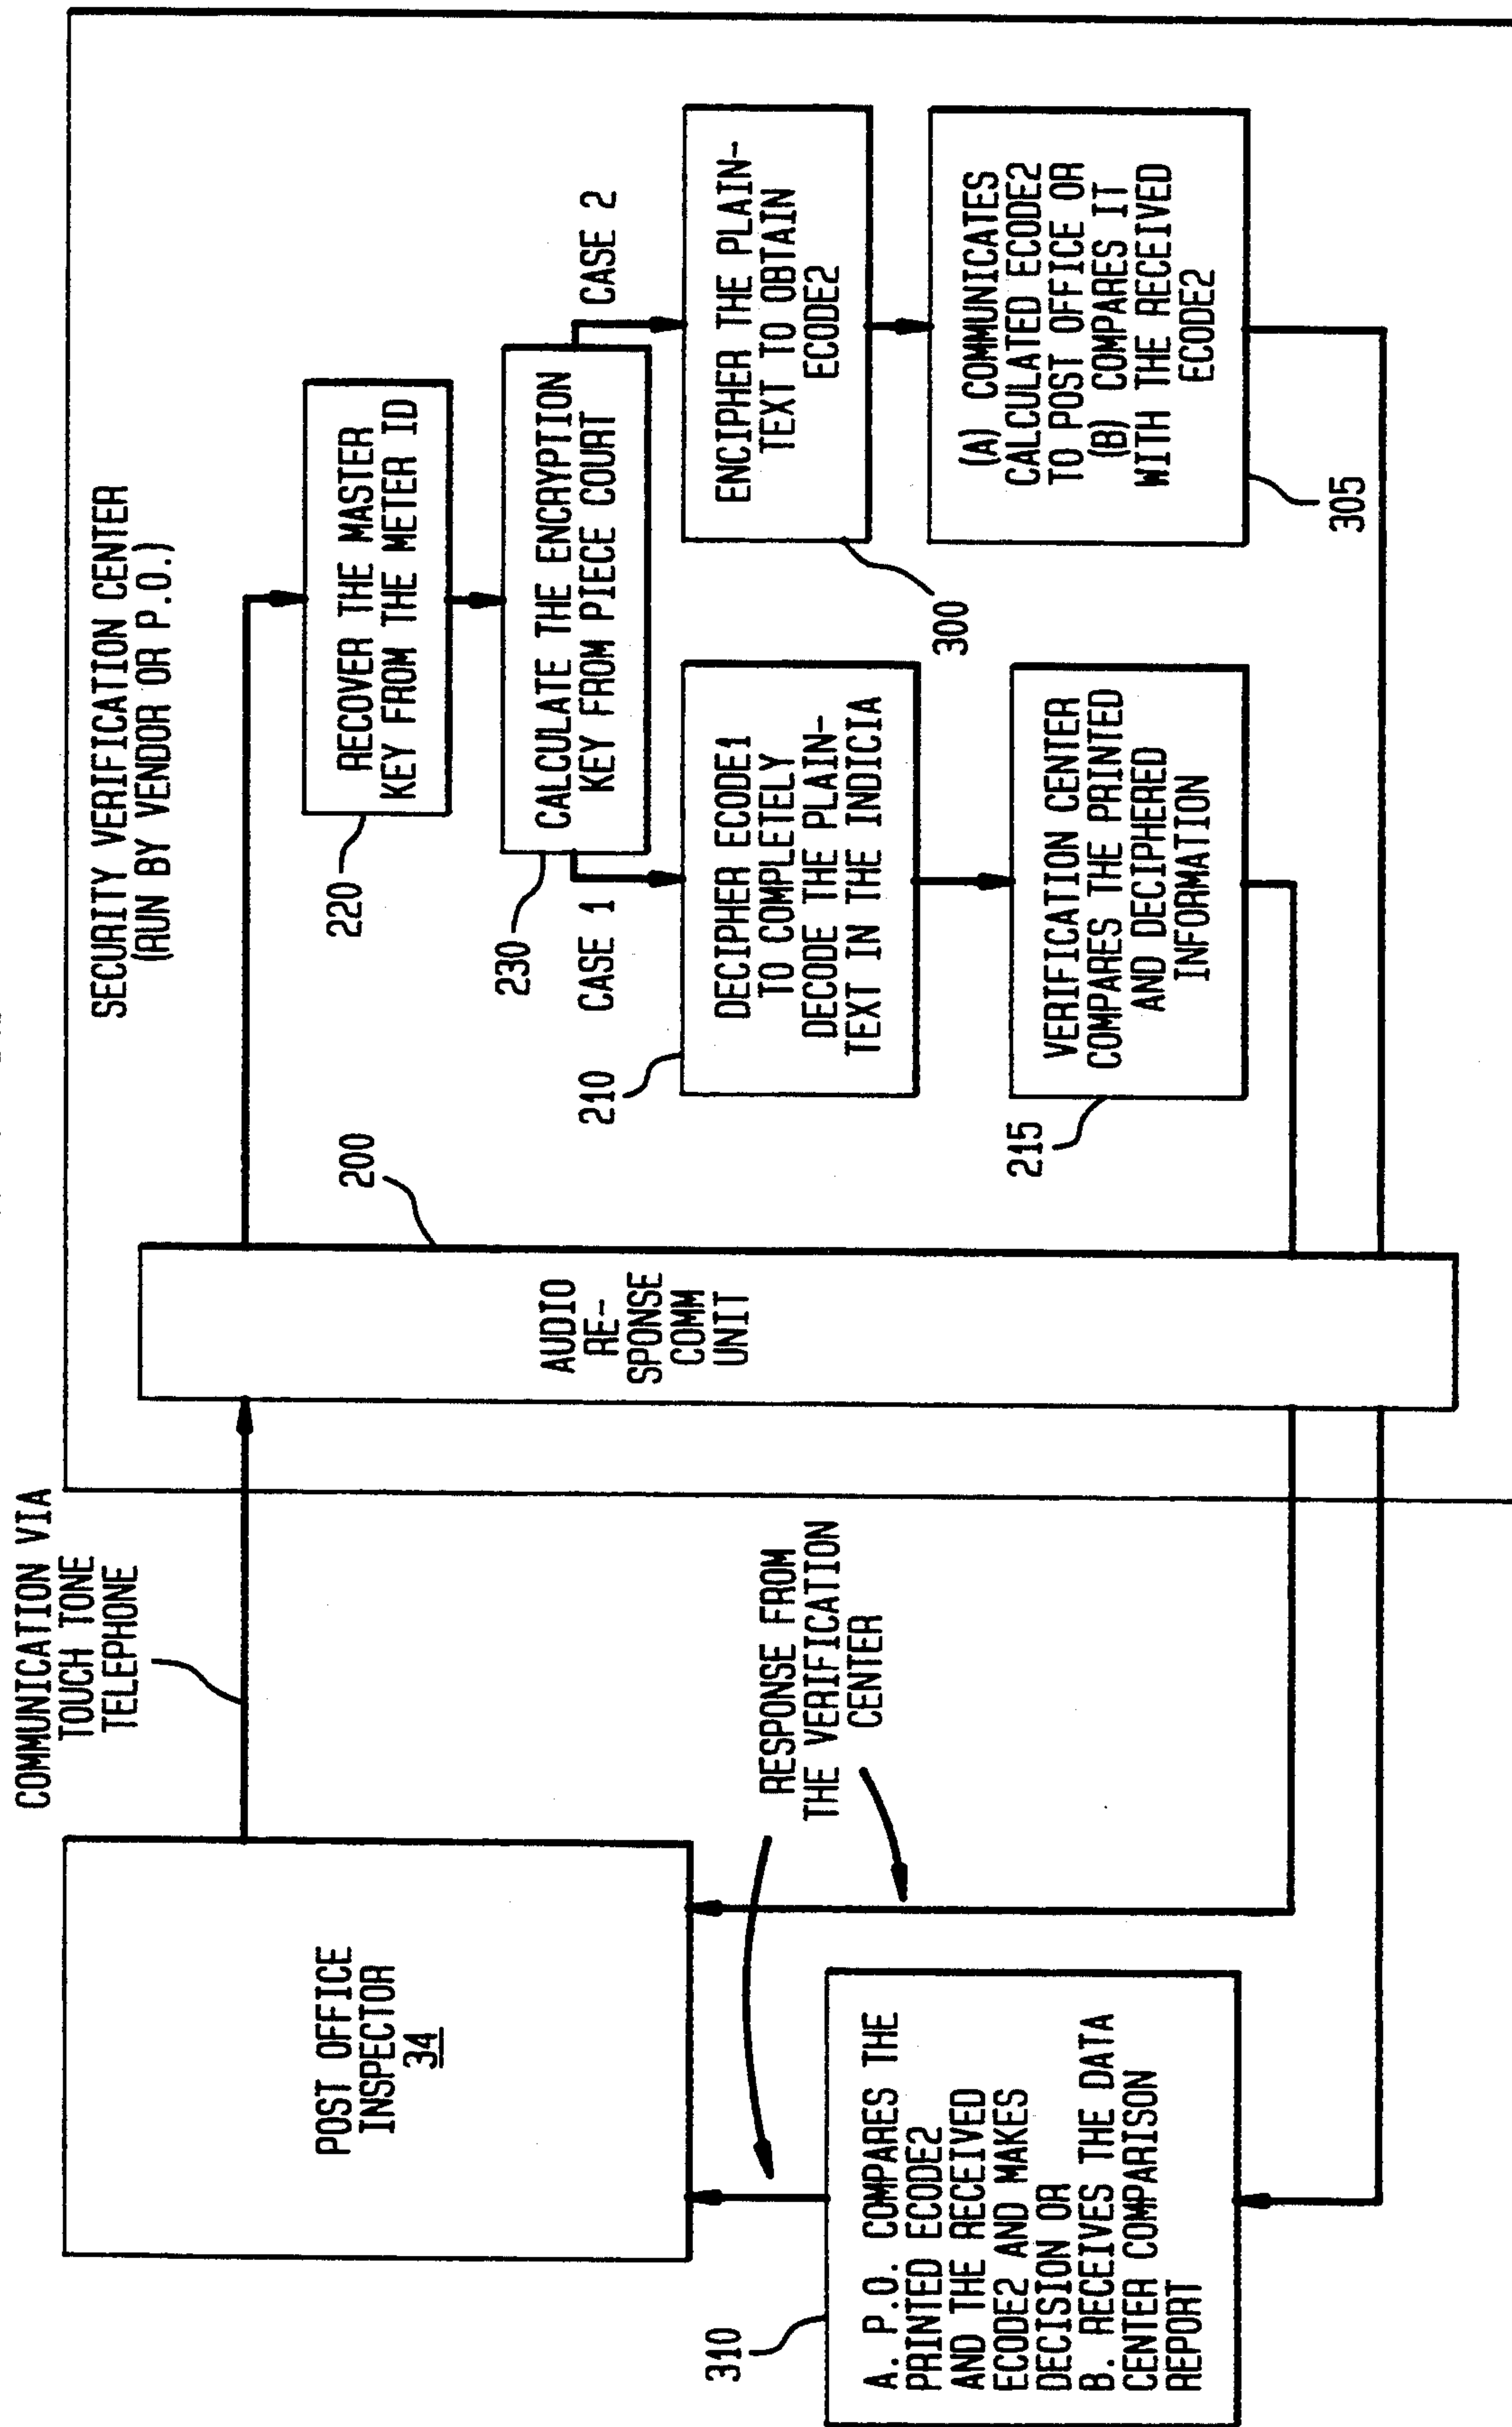 COMMUNICATION VIA
TOUCH TONE
TELEPHONE
POST OFFICE
INSPECTOR
34
RESPONSE FROM
THE VERIFICATION
CENTER
310
A. P.O. COMPARES THE
PRINTED ECODE2
AND THE RECEIVED
ECODE2 AND MAKES
DECISION OR
B. RECEIVES THE DATA
CENTER COMPARISON
REPORT
SECURITY VERIFICATION CENTER
(RUN BY VENDOR OR P.O.)
200
AUDIO
RE-
SPONSE
COMM
UNIT
220
RECOVER THE MASTER
KEY FROM THE METER ID
230
CALCULATE THE ENCRYPTION
KEY FROM PIECE COURT
CASE 1
CASE 2
210
DECIPHER ECODE1
TO COMPLETELY
DECODE THE PLAIN-
TEXT IN THE INDICIA
215
VERIFICATION CENTER
COMPARES THE PRINTED
AND DECIPHERED
INFORMATION
300
ENCIPHER THE PLAIN-
TEXT TO OBTAIN
ECODE2
(A) COMMUNICATES
CALCULATED ECODE2
TO POST OFFICE OR
(B) COMPARES IT
WITH THE RECEIVED
ECODE2
305